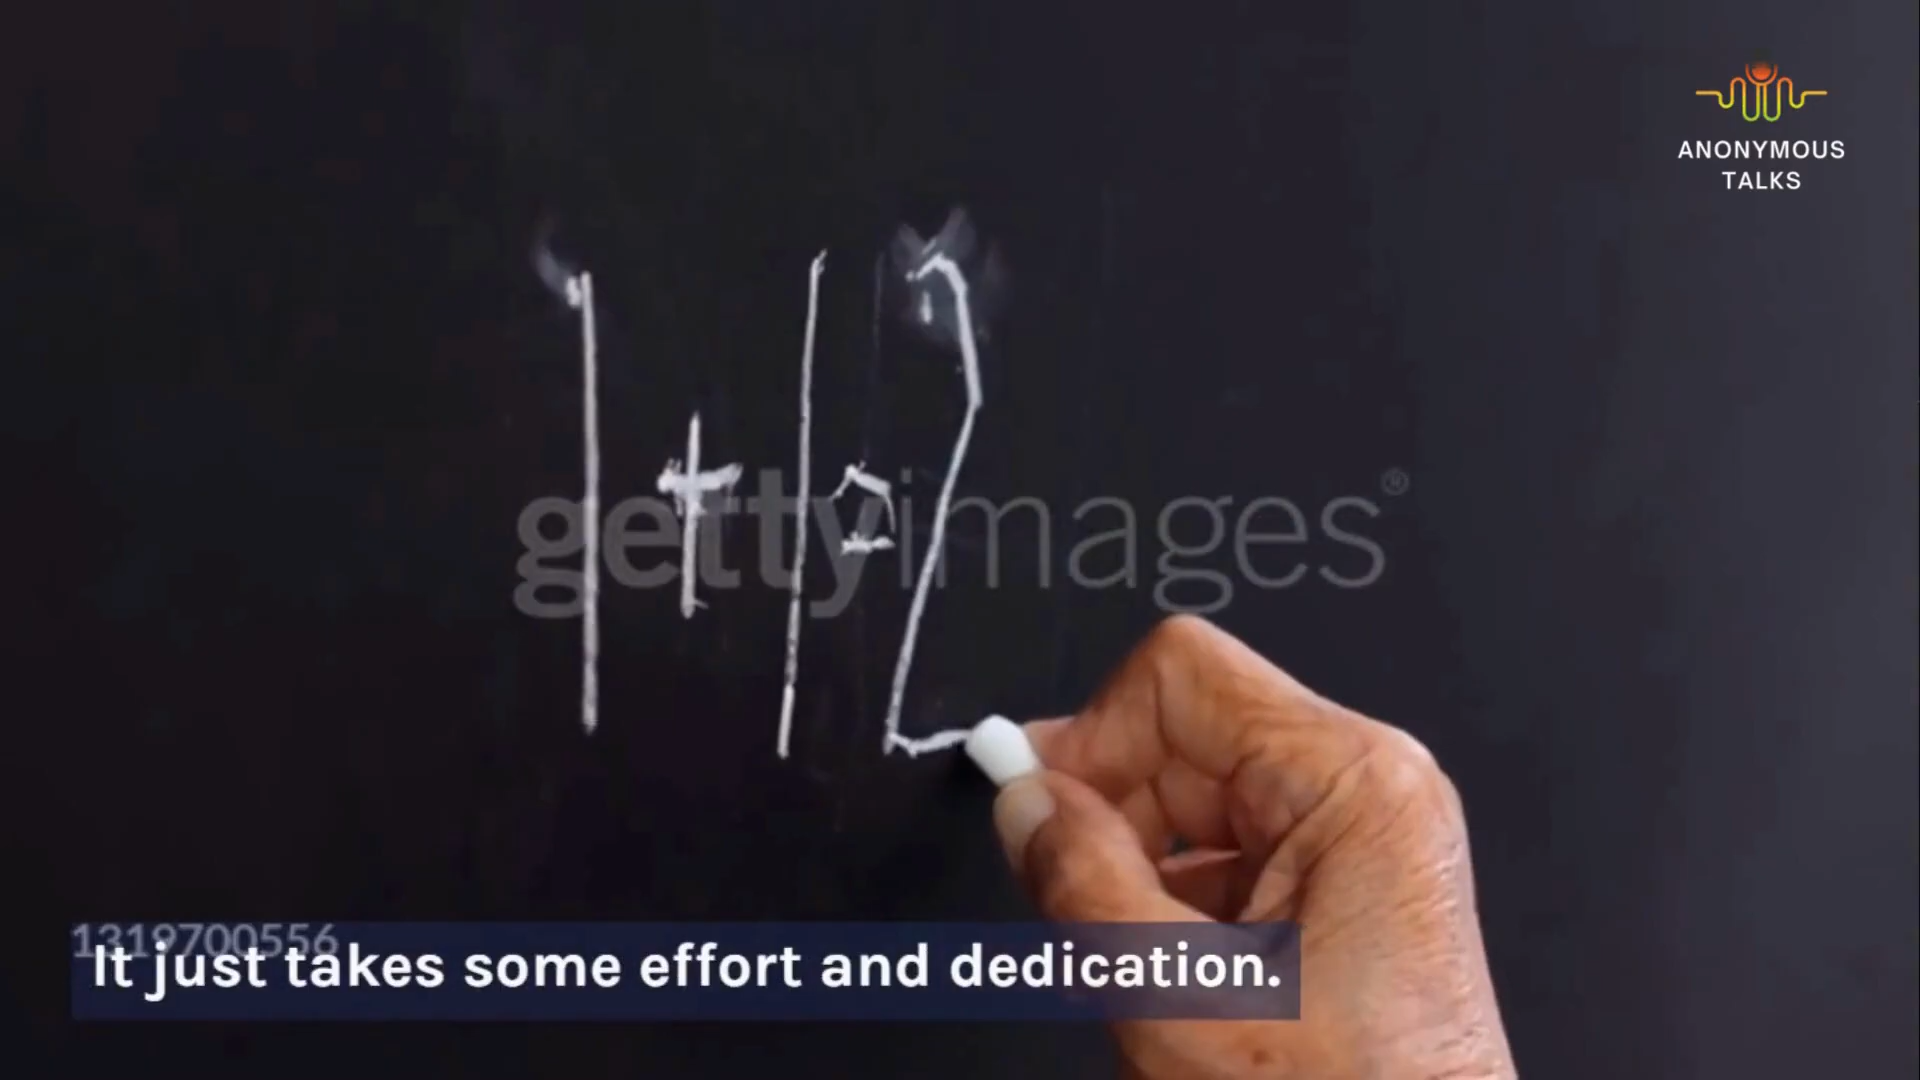 ANONYMOUS
TALKS
1+1=2
gettyimages®
1319700556
It just takes some effort and dedication.